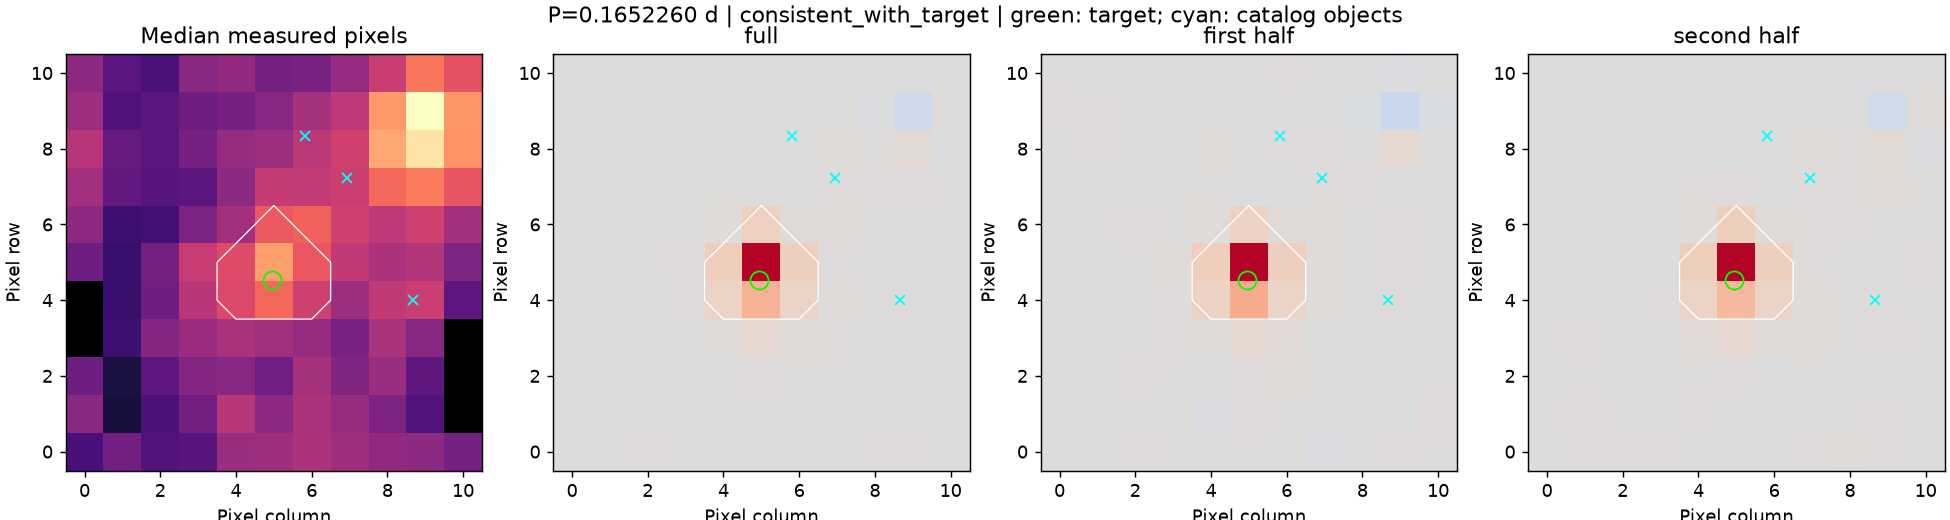 P=0.1652260 d | consistent_with_target | green: target; cyan: catalog objects
Median measured pixels
full
first half
second half
Pixel row
10
8
6
4
2
0
0 2 4 6 8 10
Pixel column
Pixel row
10
8
6
4
2
0
0 2 4 6 8 10
Pixel column
Pixel row
10
8
6
4
2
0
0 2 4 6 8 10
Pixel column
Pixel row
10
8
6
4
2
0
0 2 4 6 8 10
Pixel column